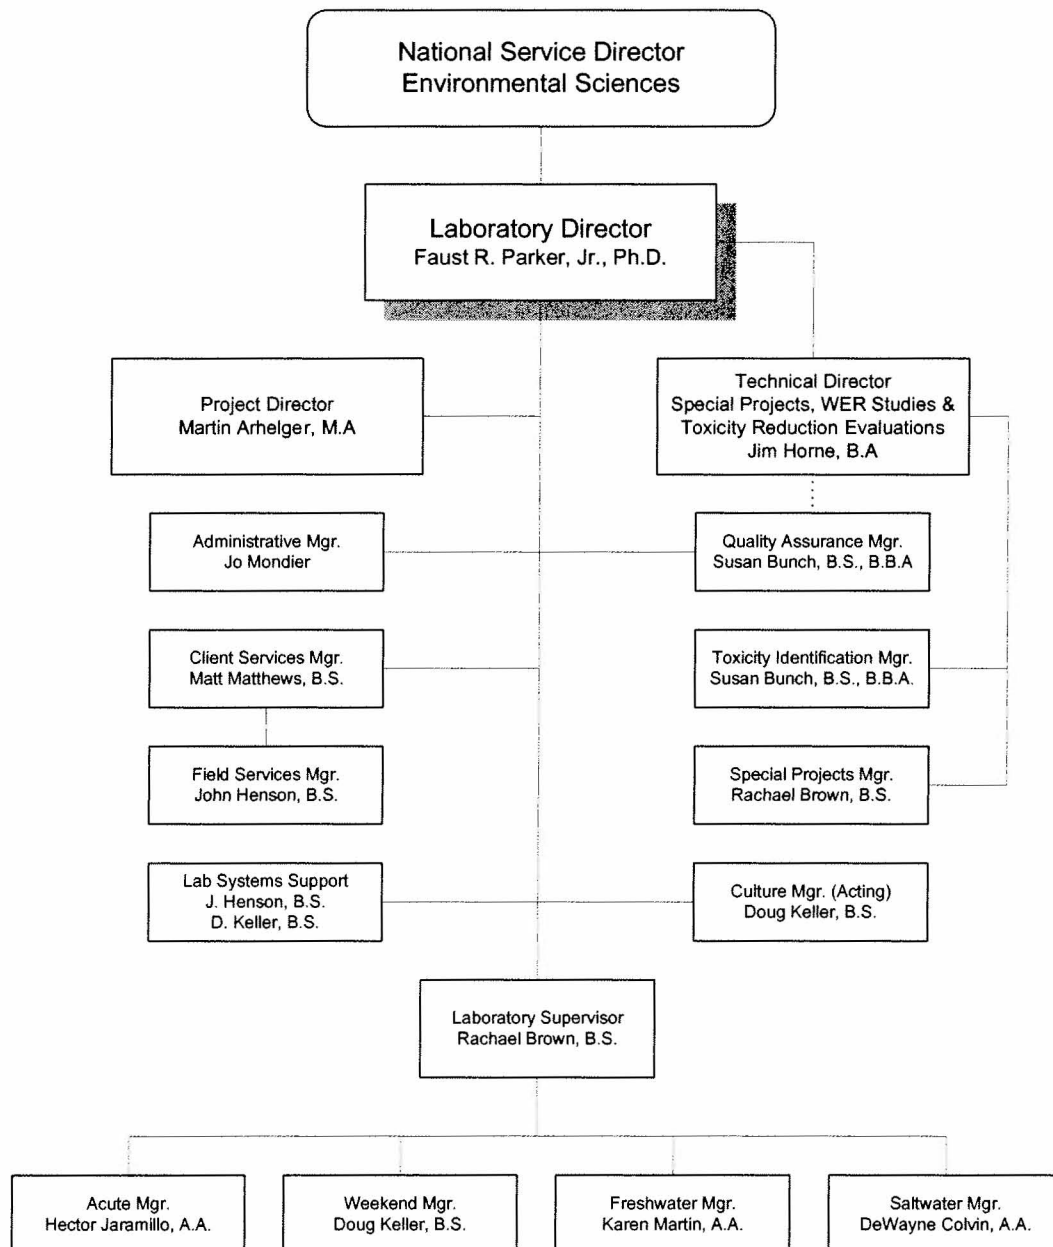 National Service Director
Environmental Sciences
Laboratory Director
Faust R. Parker, Jr., Ph.D.
Project Director
Martin Arhelger, M.A
Technical Director
Special Projects, WER Studies &
Toxicity Reduction Evaluations
Jim Horne, B.A
Administrative Mgr.
Jo Mondier
Quality Assurance Mgr.
Susan Bunch, B.S., B.B.A
Client Services Mgr.
Matt Matthews, B.S.
Toxicity Identification Mgr.
Susan Bunch, B.S., B.B.A.
Field Services Mgr.
John Henson, B.S.
Special Projects Mgr.
Rachael Brown, B.S.
Lab Systems Support
J. Henson, B.S.
D. Keller, B.S.
Culture Mgr. (Acting)
Doug Keller, B.S.
Laboratory Supervisor
Rachael Brown, B.S.
Acute Mgr.
Hector Jaramillo, A.A.
Weekend Mgr.
Doug Keller, B.S.
Freshwater Mgr.
Karen Martin, A.A.
Saltwater Mgr.
DeWayne Colvin, A.A.